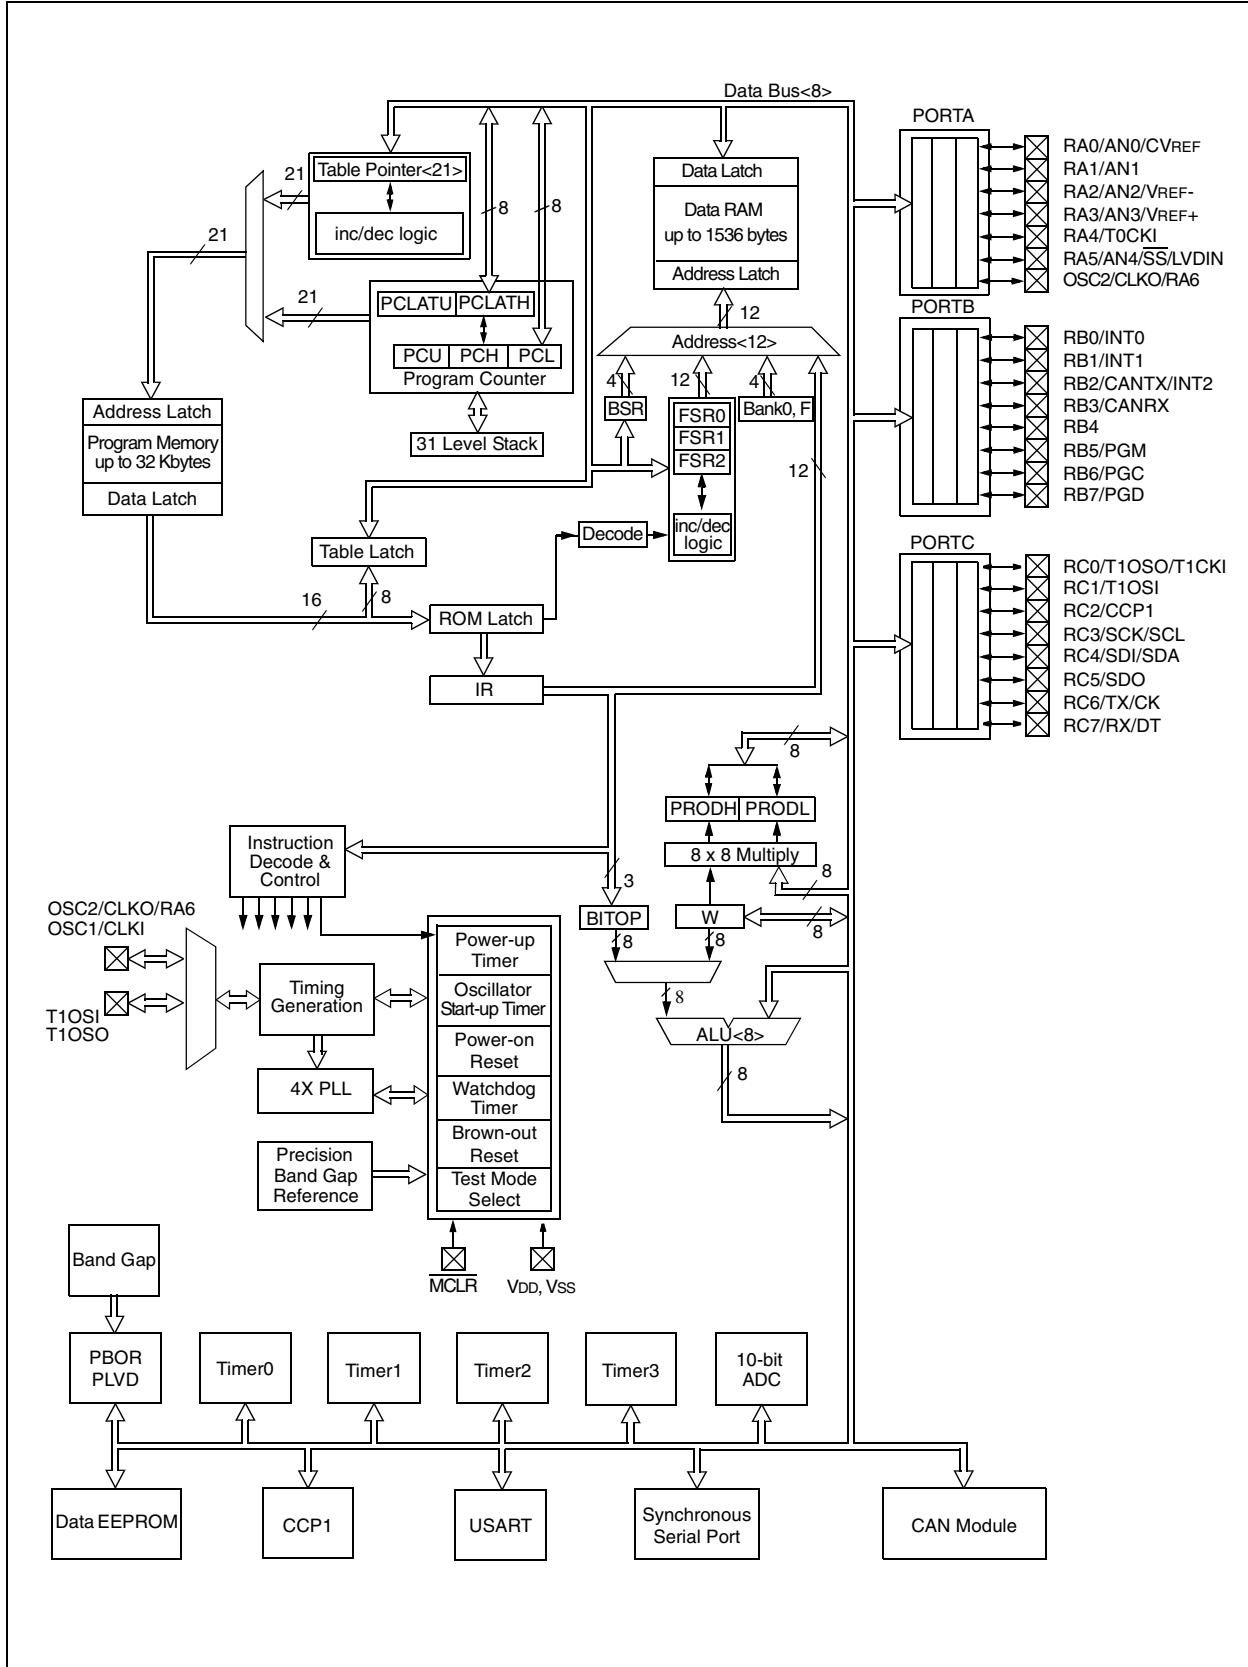 Data Bus<8>
PORTA
RA0/AN0/CVREF
RA1/AN1
RA2/AN2/VREF-
RA3/AN3/VREF+
RA4/T0CKI
RA5/AN4/SS/LVDIN
OSC2/CLKO/RA6
Table Pointer<21>
inc/dec logic
21
21
21
8
8
Data Latch
Data RAM
up to 1536 bytes
Address Latch
12
Address<12>
PCLATU
PCLATH
PCU
PCH
PCL
Program Counter
31 Level Stack
4
12
4
BSR
FSR0
FSR1
FSR2
inc/dec
logic
Bank0, F
12
PORTB
RB0/INT0
RB1/INT1
RB2/CANTX/INT2
RB3/CANRX
RB4
RB5/PGM
RB6/PGC
RB7/PGD
Address Latch
Program Memory
up to 32 Kbytes
Data Latch
Table Latch
Decode
16
8
ROM Latch
IR
PORTC
RC0/T1OSO/T1CKI
RC1/T1OSI
RC2/CCP1
RC3/SCK/SCL
RC4/SDI/SDA
RC5/SDO
RC6/TX/CK
RC7/RX/DT
8
PRODH
PRODL
8 x 8 Multiply
8
Instruction
Decode &
Control
3
BITOP
W
8
8
8
8
ALU<8>
8
OSC2/CLKO/RA6
OSC1/CLKI
T1OSI
T1OSO
Timing
Generation
4X PLL
Precision
Band Gap
Reference
Power-up
Timer
Oscillator
Start-up Timer
Power-on
Reset
Watchdog
Timer
Brown-out
Reset
Test Mode
Select
MCLR
VDD, VSS
Band Gap
PBOR
PLVD
Timer0
Timer1
Timer2
Timer3
10-bit
ADC
Data EEPROM
CCP1
USART
Synchronous
Serial Port
CAN Module